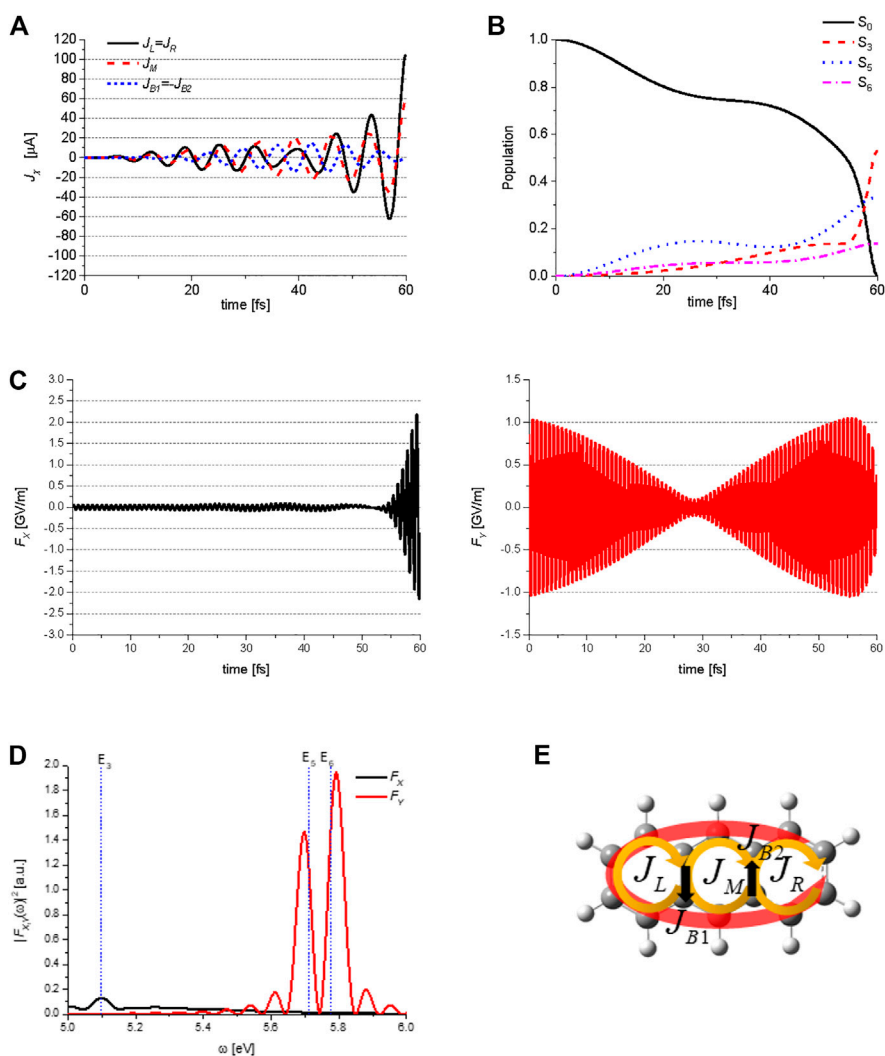 A
J_L=J_R
J_M
J_B1=-J_B2
J_χ [µA]
120
100
80
60
40
20
0
-20
-40
-60
-80
-100
-120
0 20 40 60
time [fs]
B
S_0
S_3
S_5
S_6
Population
1.0
0.8
0.6
0.4
0.2
0.0
0 20 40 60
time [fs]
C
F_X [GV/m]
3.0
2.5
2.0
1.5
1.0
0.5
0.0
-0.5
-1.0
-1.5
-2.0
-2.5
-3.0
0 10 20 30 40 50 60
time [fs]
F_Y [GV/m]
1.5
1.0
0.5
0.0
-0.5
-1.0
-1.5
0 10 20 30 40 50 60
time [fs]
D
E_3 E_5 E_6
F_X
F_Y
|F_X,Y(ω)|² [a.u.]
2.0
1.8
1.6
1.4
1.2
1.0
0.8
0.6
0.4
0.2
0.0
5.0 5.2 5.4 5.6 5.8 6.0
ω [eV]
E
J_B2
J_L J_M J_R
J_B1